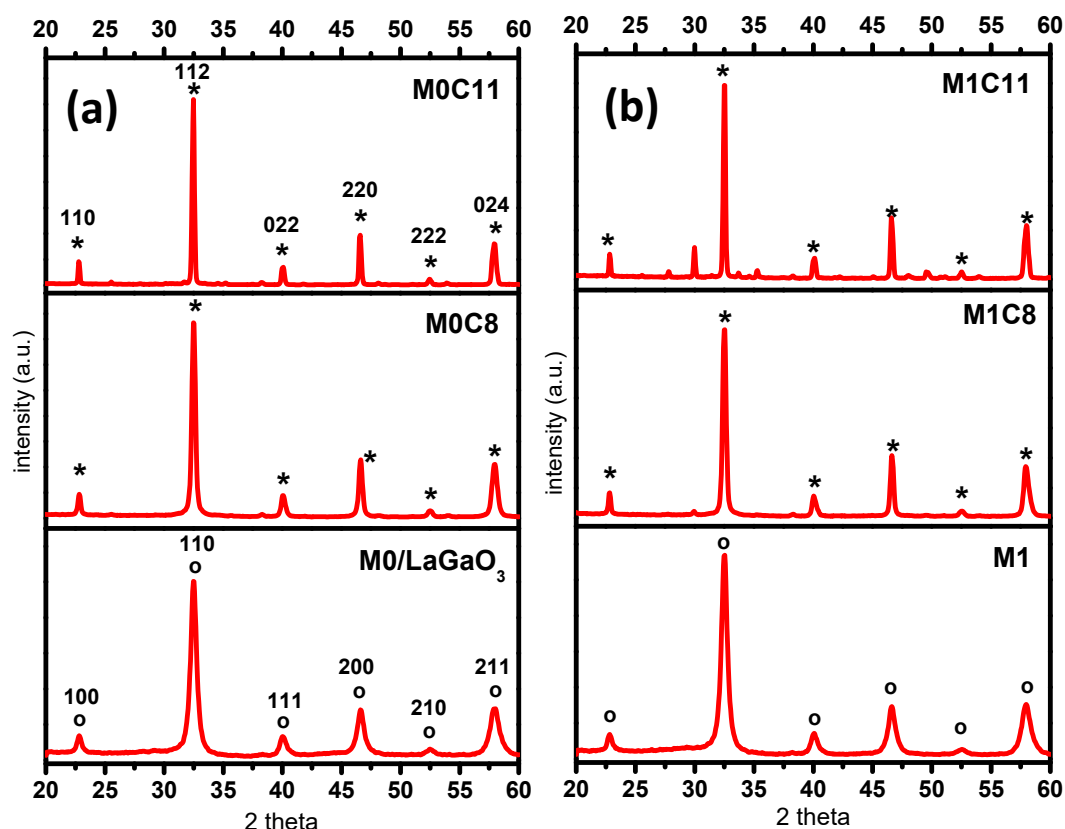 20 25 30 35 40 45 50 55 60
(a)
112
*
M0C11
110
*
022
*
220
*
222
*
024
*
*
M0C8
*
*
*
*
*
110
o
M0/LaGaO3
100
o
111
o
200
o
210
o
211
o
20 25 30 35 40 45 50 55 60
2 theta
intensity (a.u.)
20 25 30 35 40 45 50 55 60
(b)
*
M1C11
*
*
*
*
*
*
M1C8
*
*
*
*
*
o
M1
o
o
o
o
o
20 25 30 35 40 45 50 55 60
2 theta
intensity (a.u.)